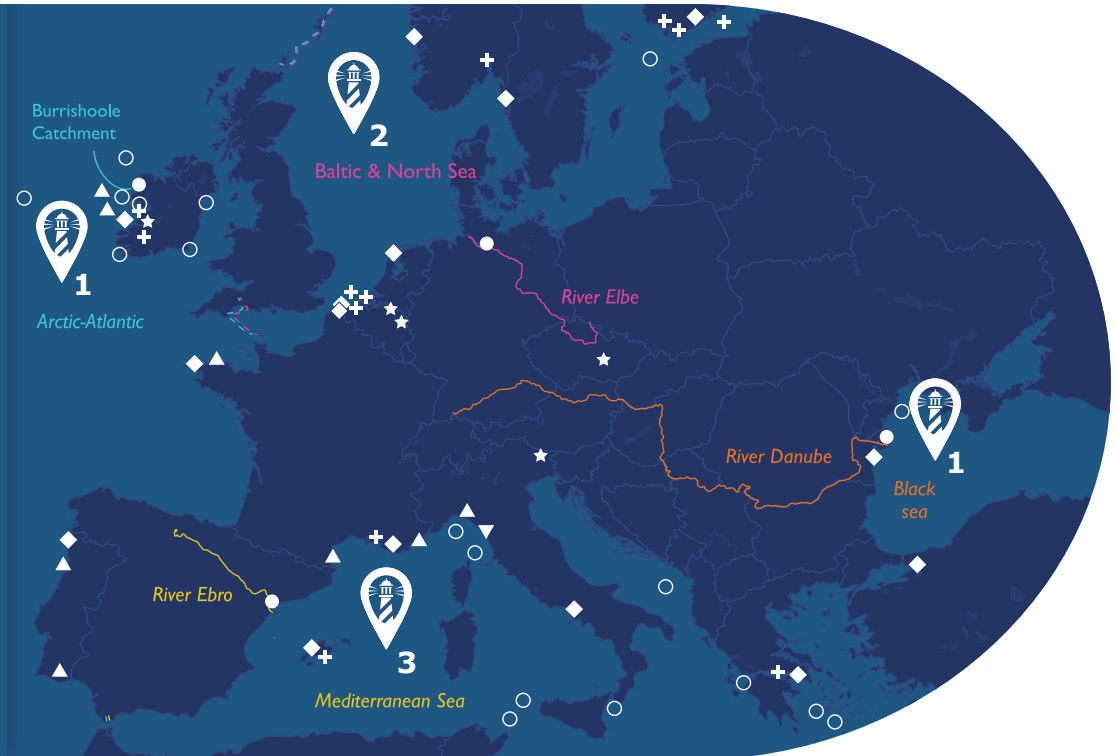 Burrishoole
Catchment
2
Baltic & North Sea
1
Arctic-Atlantic
River Elbe
River Danube
1
Black
sea
River Ebro
3
Mediterranean Sea